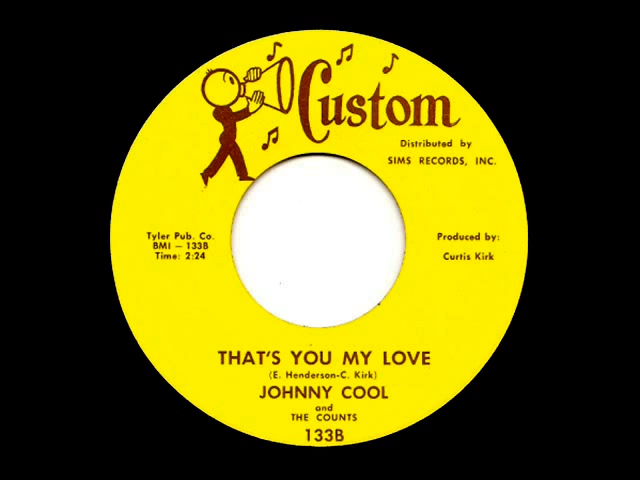 Custom
Distributed by
SIMS RECORDS, INC.
Tyler Pub. Co.
BMI — 133B
Time: 2:24
Produced by:
Curtis Kirk
THAT'S YOU MY LOVE
(E. Henderson-C. Kirk)
JOHNNY COOL
and
THE COUNTS
133B